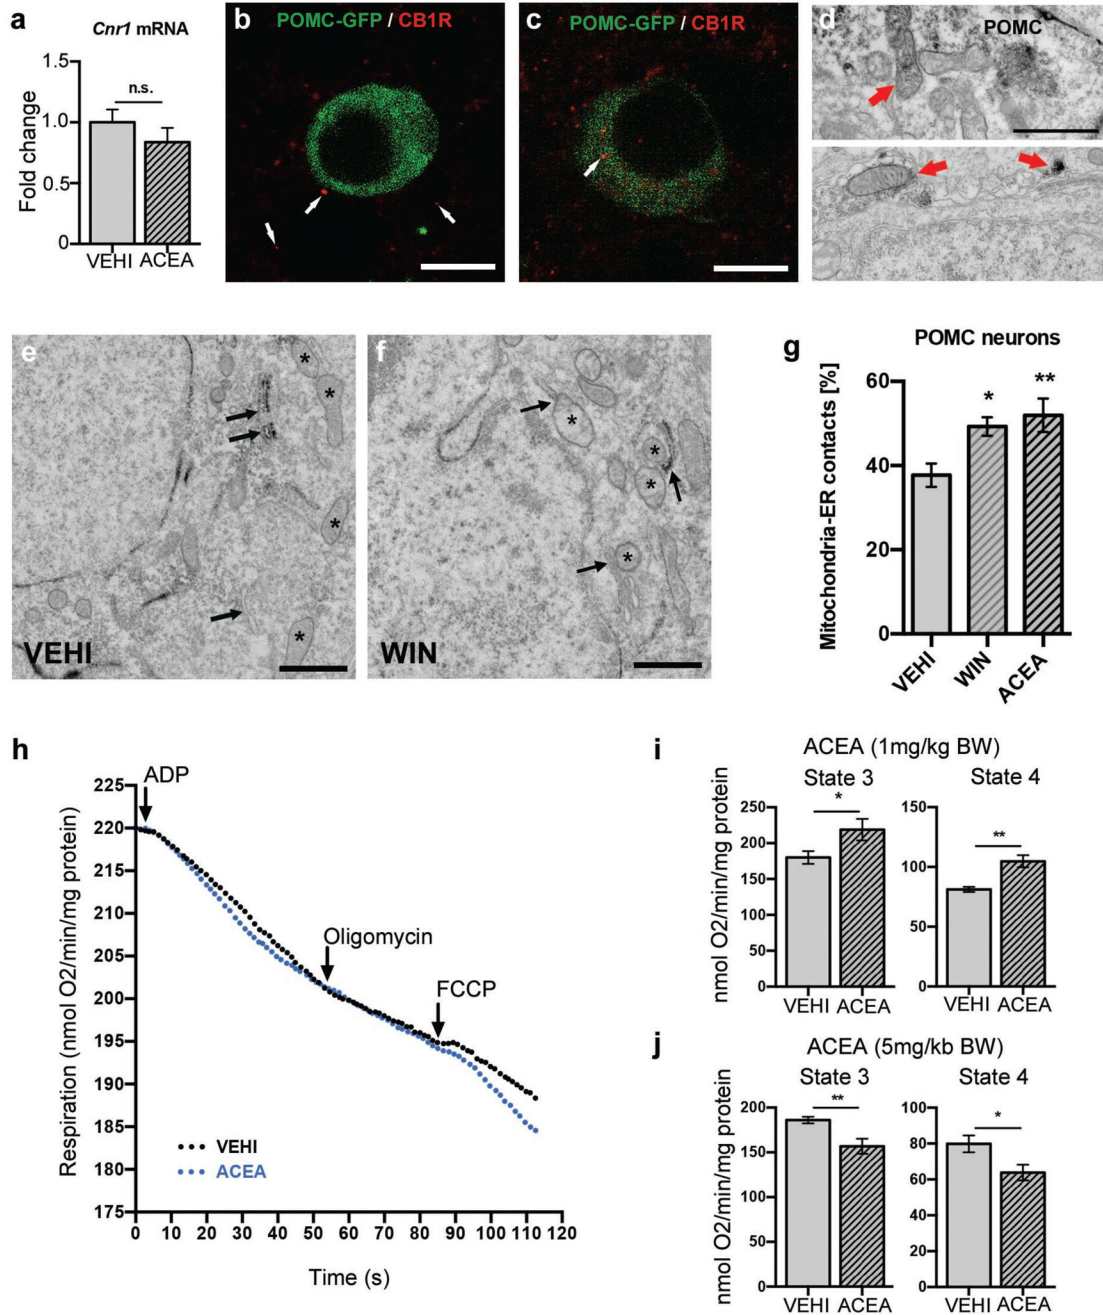 a
Cnr1 mRNA
Fold change
1.5
1.0
0.5
0
n.s.
VEHI ACEA
b
POMC-GFP / CB1R
c
POMC-GFP / CB1R
d
POMC
e
VEHI
* * * *
f
WIN
* * * *
g
POMC neurons
Mitochondria-ER contacts [%]
60
40
20
0
* **
VEHI WIN ACEA
h
Respiration (nmol O2/min/mg protein)
225
220
215
210
205
200
195
190
185
180
175
ADP
Oligomycin
FCCP
VEHI
ACEA
0 10 20 30 40 50 60 70 80 90 100 110 120
Time (s)
i
ACEA (1mg/kg BW)
State 3 State 4
nmol O2/min/mg protein
250
200
150
100
50
0
*
VEHI ACEA
150
100
50
0
**
VEHI ACEA
j
ACEA (5mg/kb BW)
State 3 State 4
nmol O2/min/mg protein
200
150
100
50
0
**
VEHI ACEA
100
80
60
40
20
0
*
VEHI ACEA